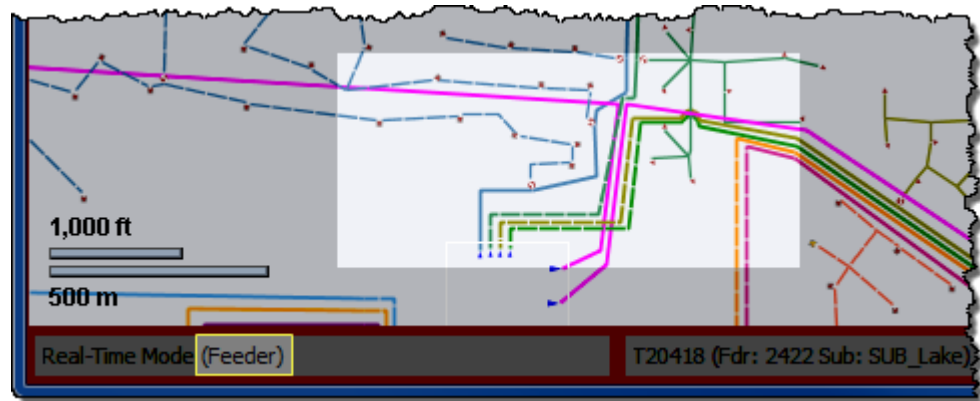 1,000 ft
500 m
Real-Time Mode (Feeder)
T20418 (Fdr: 2422 Sub: SUB_Lake)